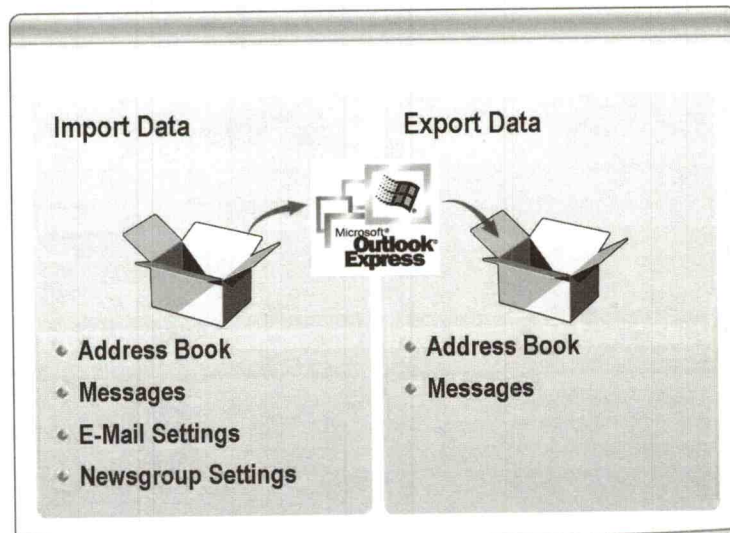 Import Data
Export Data
Microsoft®
Outlook®
Express
Address Book
Messages
E-Mail Settings
Newsgroup Settings
Address Book
Messages